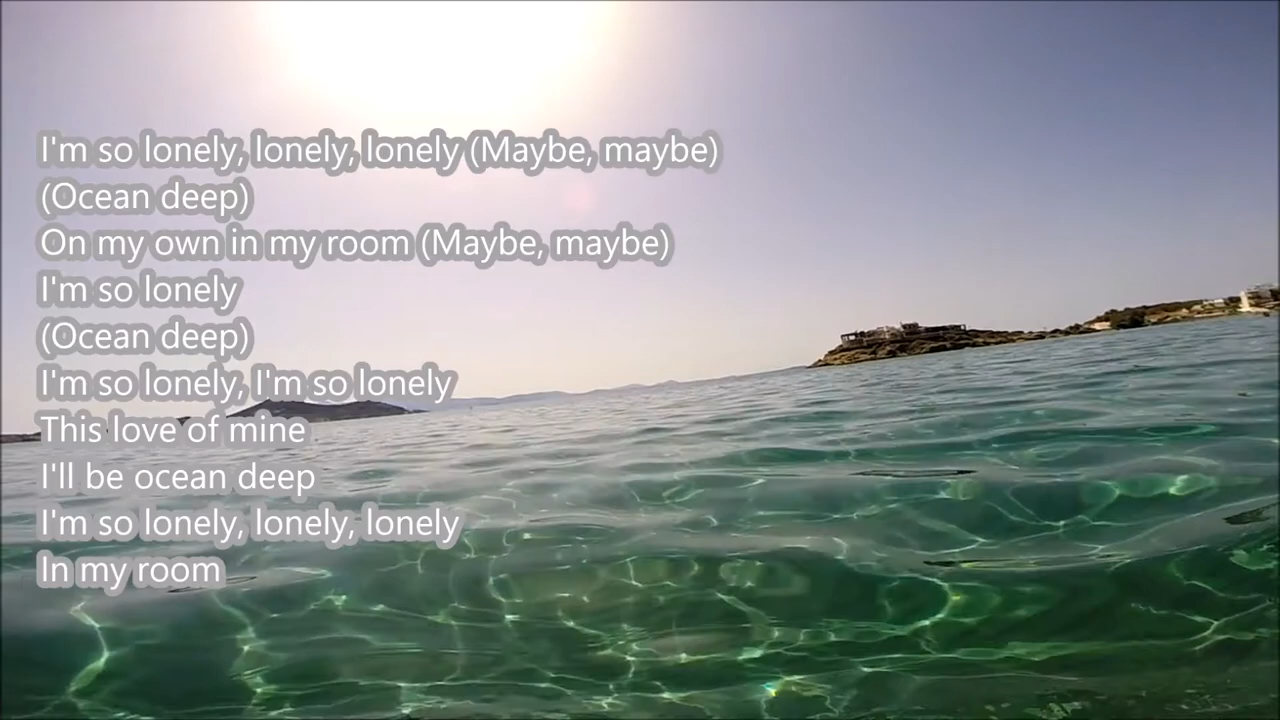 I'm so lonely, lonely, lonely (Maybe, maybe)
(Ocean deep)
On my own in my room (Maybe, maybe)
I'm so lonely
(Ocean deep)
I'm so lonely, I'm so lonely
This love of mine
I'll be ocean deep
I'm so lonely, lonely, lonely
In my room